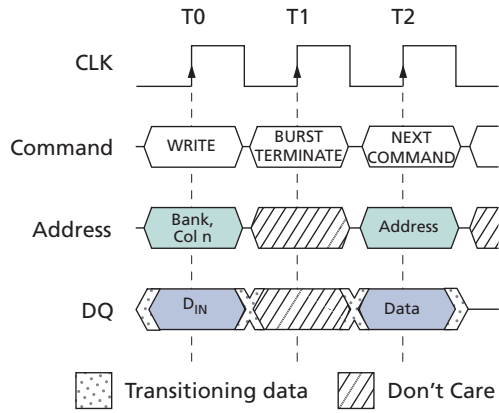 T0 T1 T2
CLK
Command WRITE BURST TERMINATE NEXT COMMAND
Address Bank, Col n Address
DQ DIN Data
Transitioning data Don't Care